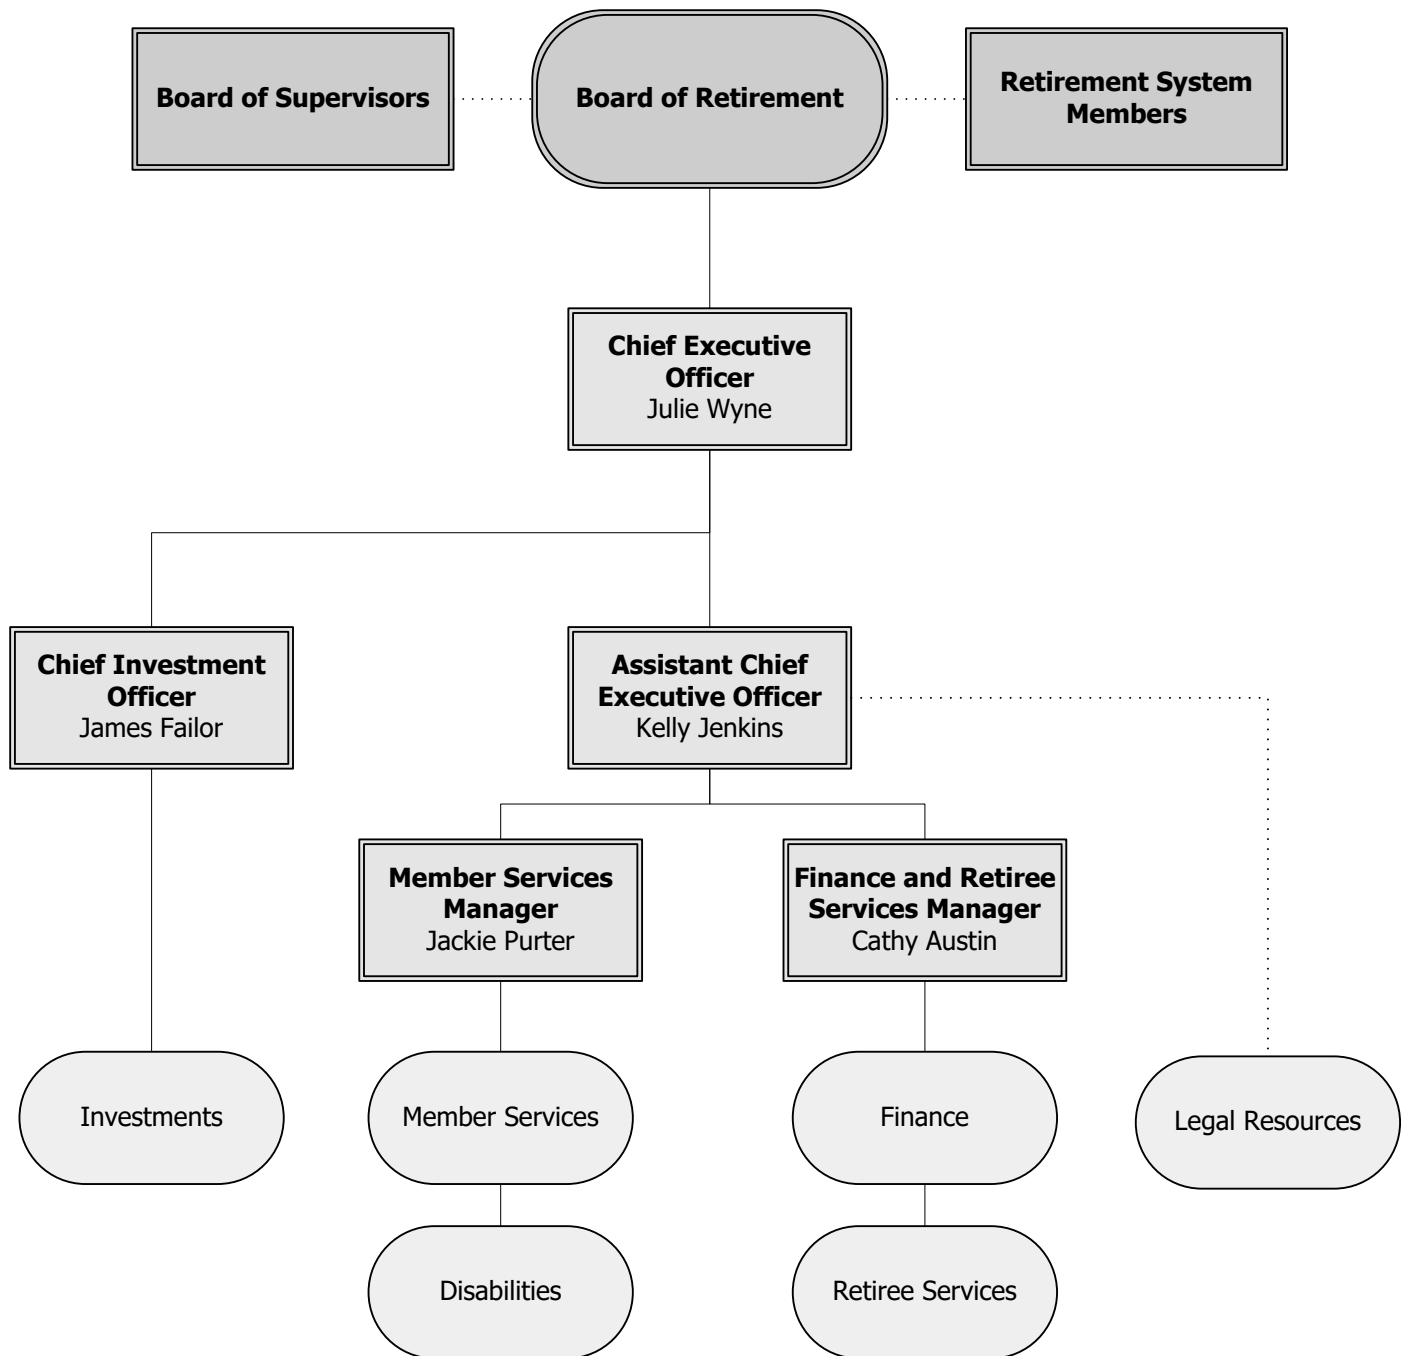 Board of Supervisors
Board of Retirement
Retirement System
Members
Chief Executive
Officer
Julie Wyne
Chief Investment
Officer
James Failor
Assistant Chief
Executive Officer
Kelly Jenkins
Member Services
Manager
Jackie Purter
Finance and Retiree
Services Manager
Cathy Austin
Investments
Member Services
Finance
Legal Resources
Disabilities
Retiree Services